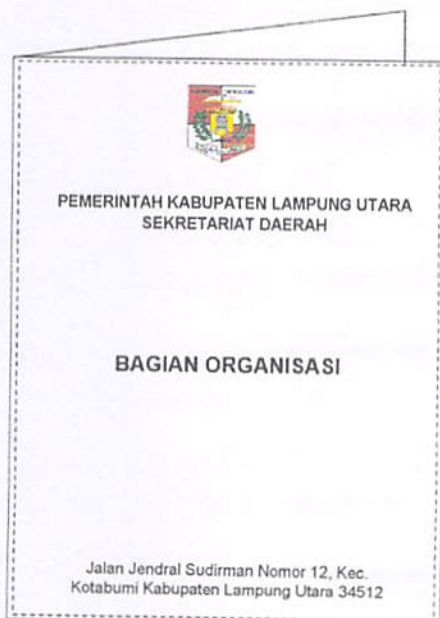 PEMERINTAH KABUPATEN LAMPUNG UTARA
SEKRETARIAT DAERAH
BAGIAN ORGANISASI
Jalan Jendral Sudirman Nomor 12, Kec.
Kotabumi Kabupaten Lampung Utara 34512